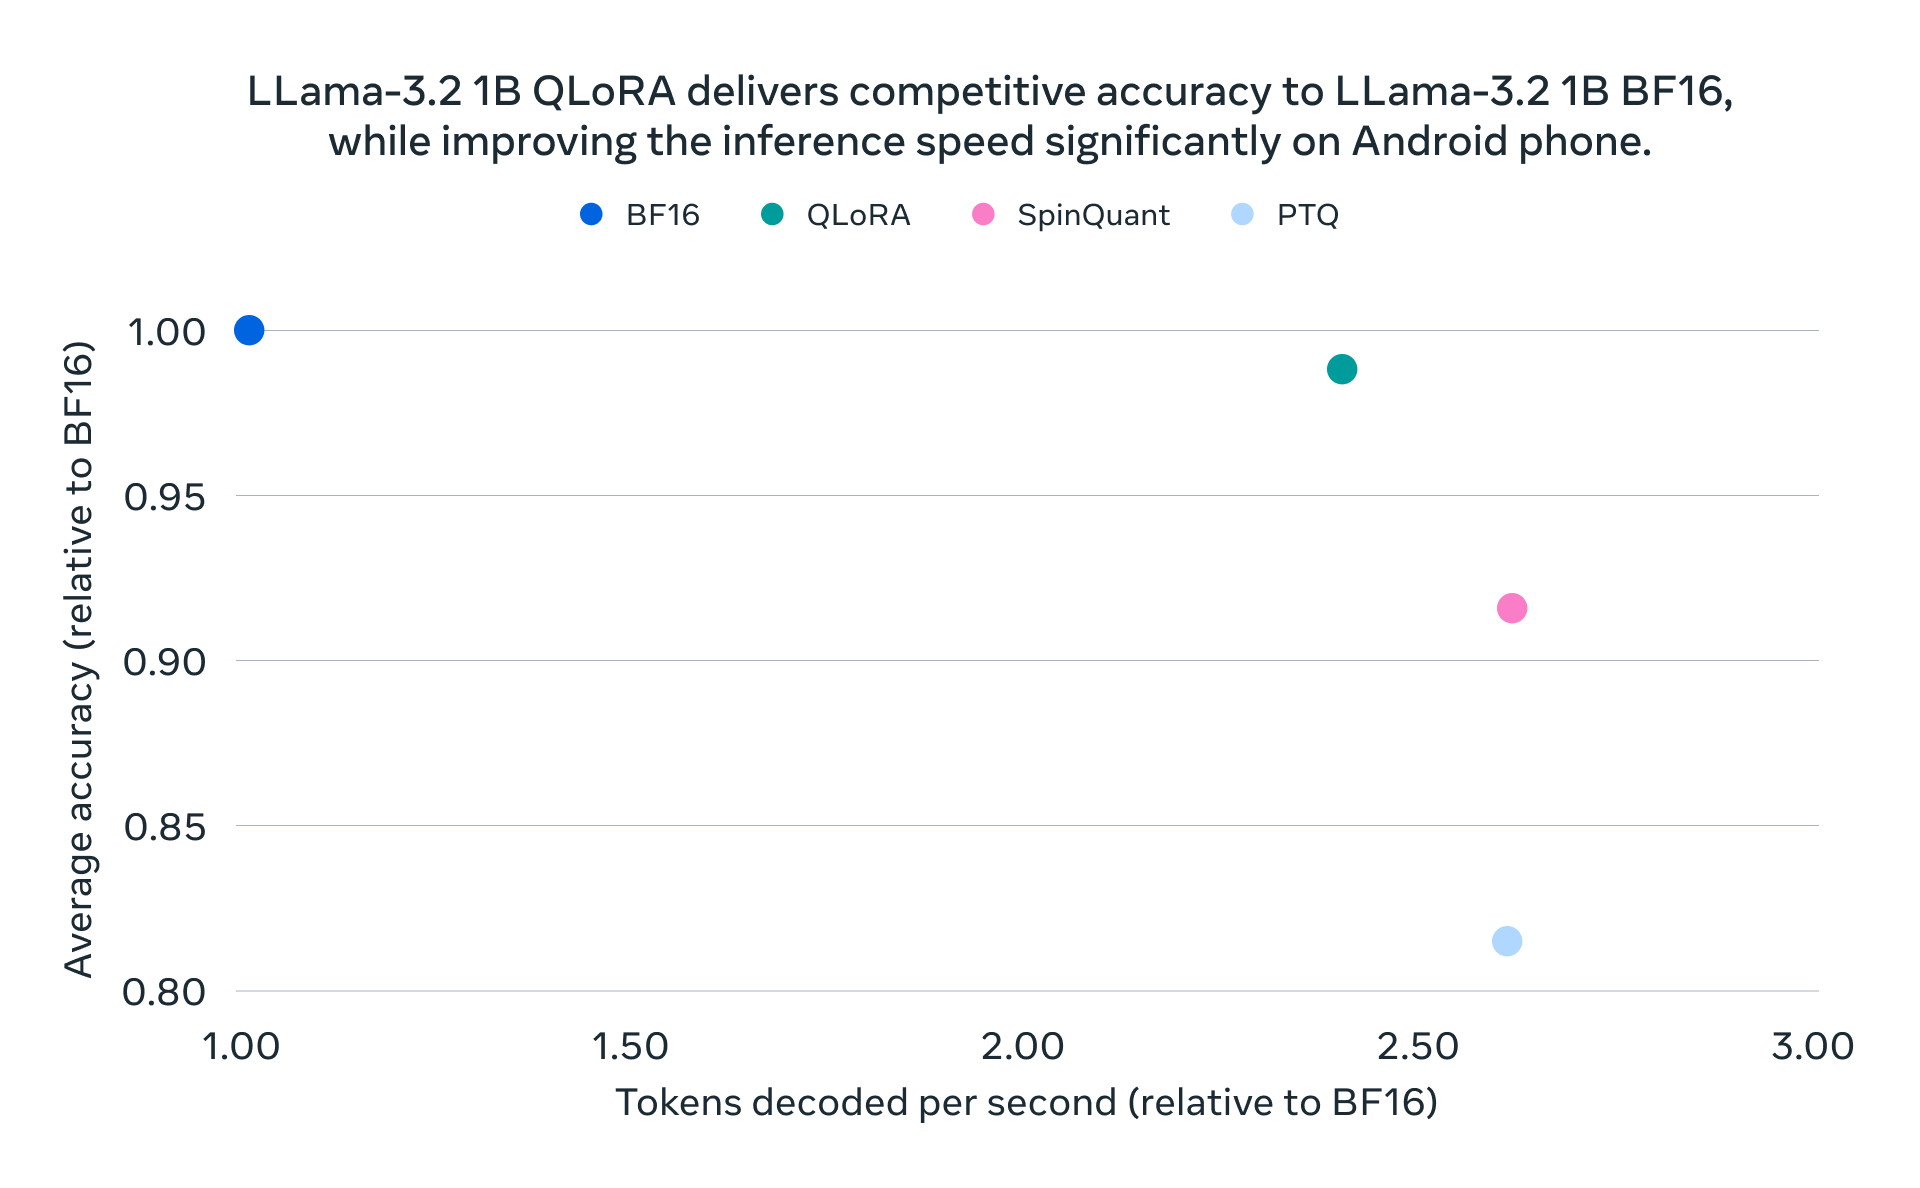 LLama-3.2 1B QLoRA delivers competitive accuracy to LLama-3.2 1B BF16,
while improving the inference speed significantly on Android phone.
BF16
QLoRA
SpinQuant
PTQ
Average accuracy (relative to BF16)
1.00
0.95
0.90
0.85
0.80
1.00
1.50
2.00
2.50
3.00
Tokens decoded per second (relative to BF16)